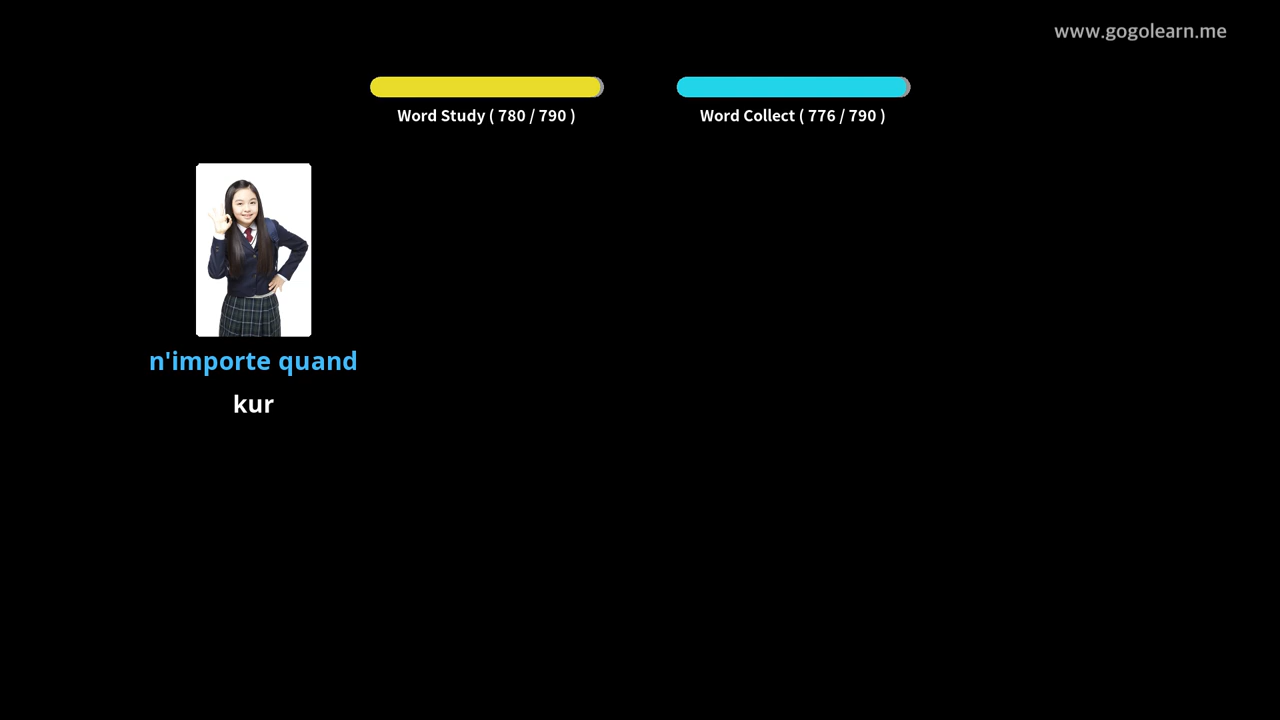 www.gogolearn.me
Word Study ( 780 / 790 )
Word Collect ( 776 / 790 )
n'importe quand
kur